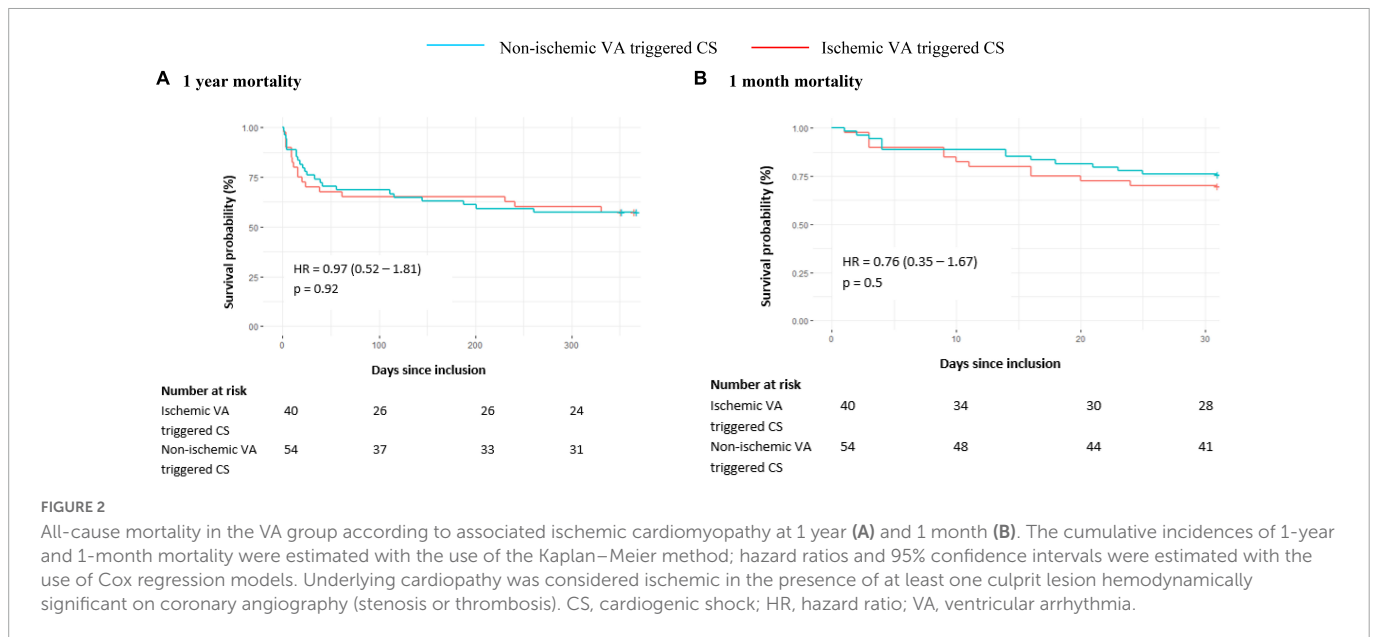 Non-ischemic VA triggered CS Ischemic VA triggered CS
A 1 year mortality
B 1 month mortality
Survival probability (%)
1.00
75
50
25
00
HR = 0.97 (0.52 – 1.81)
p = 0.92
0 100 200 300
Days since inclusion
Number at risk
Ischemic VA 40 26 26 24
triggered CS
Non-ischemic VA 54 37 33 31
triggered CS
Survival probability (%)
1.00
0.75
0.50
0.25
0.00
HR = 0.76 (0.35 – 1.67)
p = 0.5
0 10 20 30
Days since inclusion
Number at risk
Ischemic VA 40 34 30 28
triggered CS
Non-ischemic VA 54 48 44 41
triggered CS
FIGURE 2
All-cause mortality in the VA group according to associated ischemic cardiomyopathy at 1 year (A) and 1 month (B). The cumulative incidences of 1-year
and 1-month mortality were estimated with the use of the Kaplan–Meier method; hazard ratios and 95% confidence intervals were estimated with the
use of Cox regression models. Underlying cardiopathy was considered ischemic in the presence of at least one culprit lesion hemodynamically
significant on coronary angiography (stenosis or thrombosis). CS, cardiogenic shock; HR, hazard ratio; VA, ventricular arrhythmia.